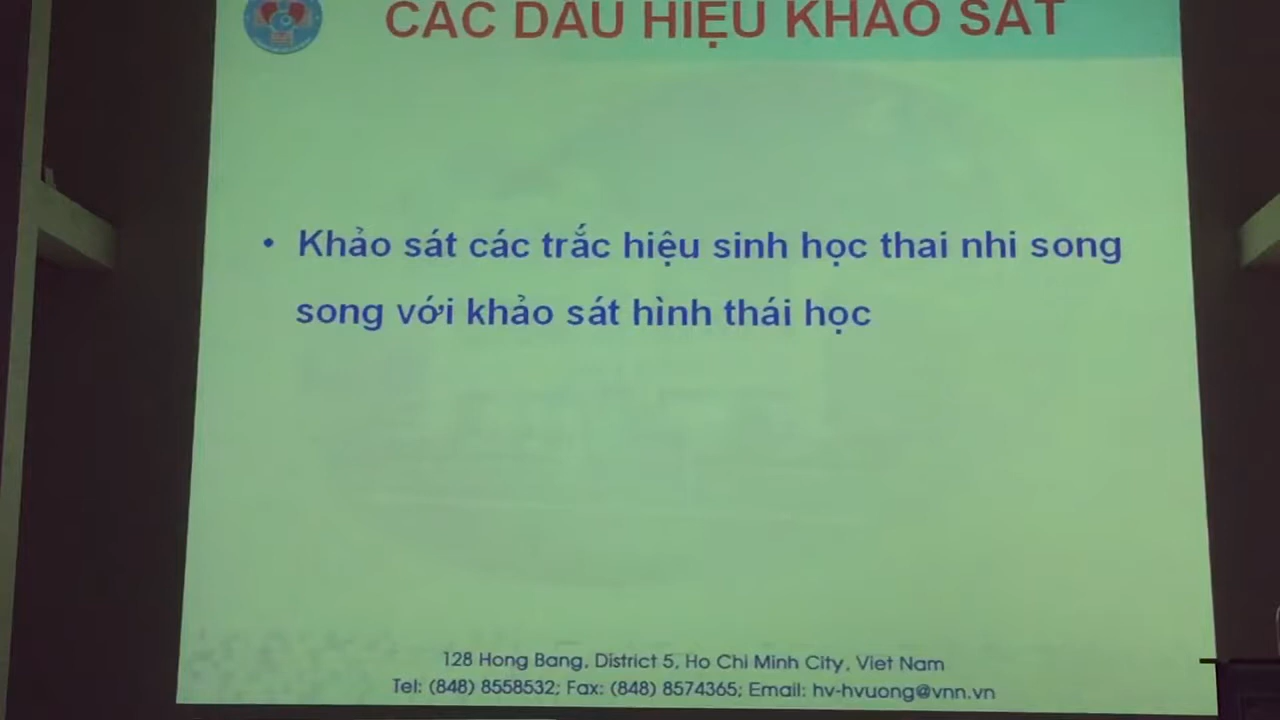 CÁC DẤU HIỆU KHẢO SÁT
• Khảo sát các trắc hiệu sinh học thai nhi song
song với khảo sát hình thái học
128 Hong Bang, District 5, Ho Chi Minh City, Viet Nam
Tel: (848) 8558532; Fax: (848) 8574365; Email: hv-hvuong@vnn.vn